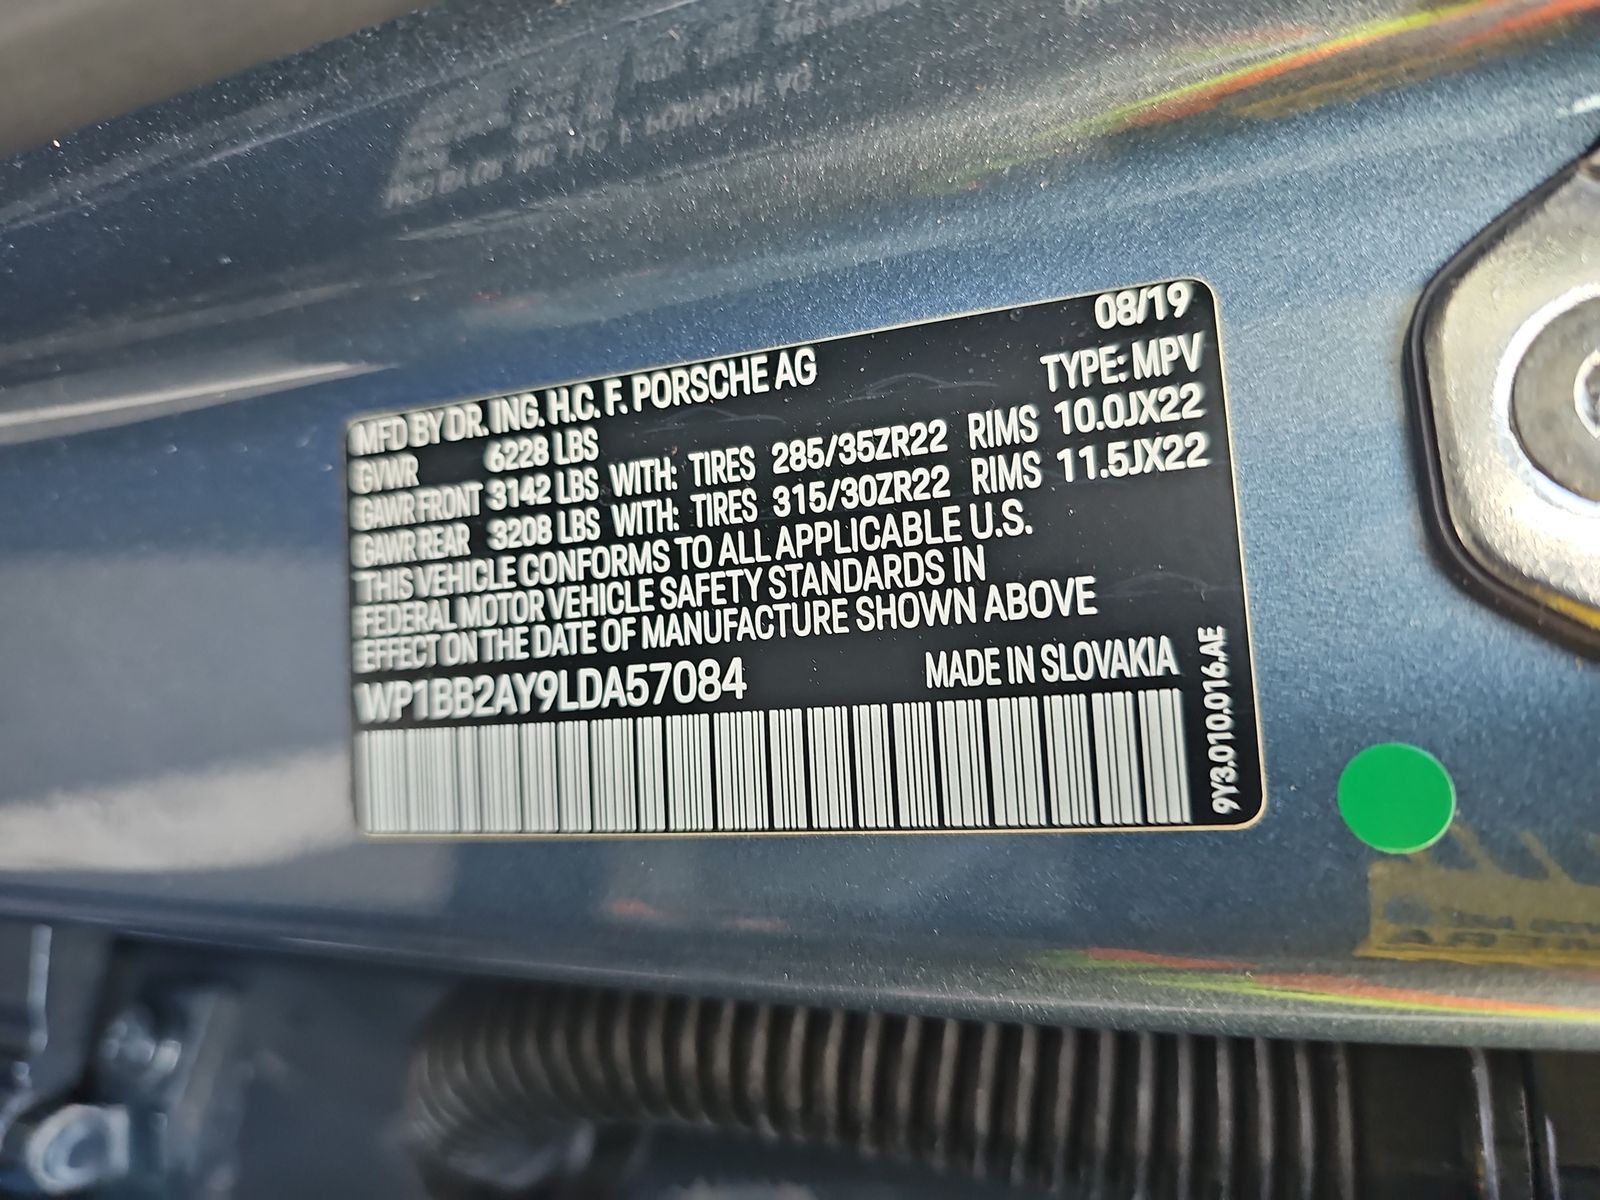 08/19
MFD BY DR. ING. H.C. F. PORSCHE AG TYPE: MPV
GVWR 6228 LBS
GAWR FRONT 3142 LBS WITH: TIRES 285/35ZR22 RIMS 10.0JX22
GAWR REAR 3208 LBS WITH: TIRES 315/30ZR22 RIMS 11.5JX22
THIS VEHICLE CONFORMS TO ALL APPLICABLE U.S.
FEDERAL MOTOR VEHICLE SAFETY STANDARDS IN
EFFECT ON THE DATE OF MANUFACTURE SHOWN ABOVE
WP1BB2AY9LDA57084 MADE IN SLOVAKIA
9Y3.010.016.AE